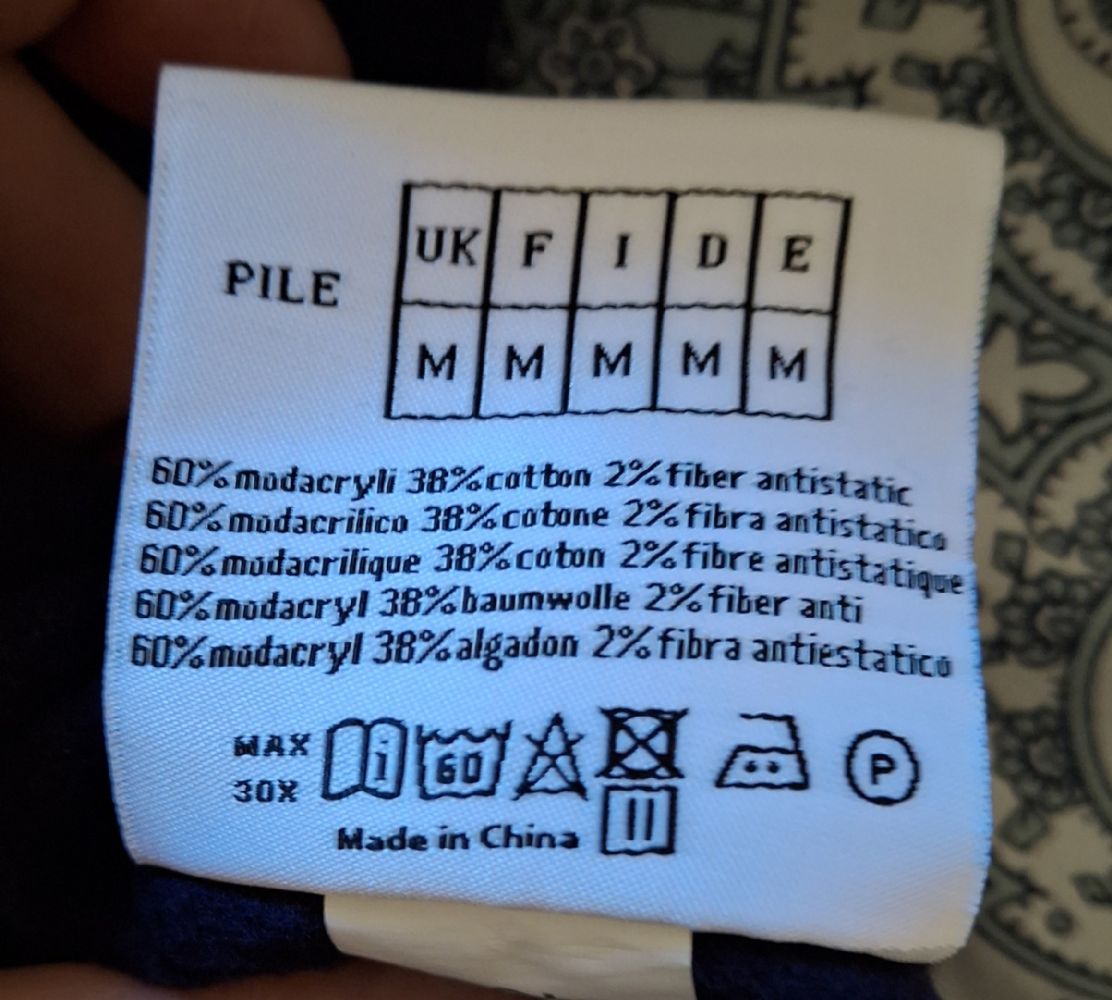 PILE
UK F I D E
M M M M M
60%modacryli 38%cotton 2%fiber antistatic
60%modacrilico 38%cotone 2%fibra antistatico
60%modacrilique 38%coton 2%fibre antistatique
60%modacryl 38%baumwolle 2%fiber anti
60%modacryl 38%algadon 2%fibra antiestatico
MAX
30X
i
60
P
Made in China